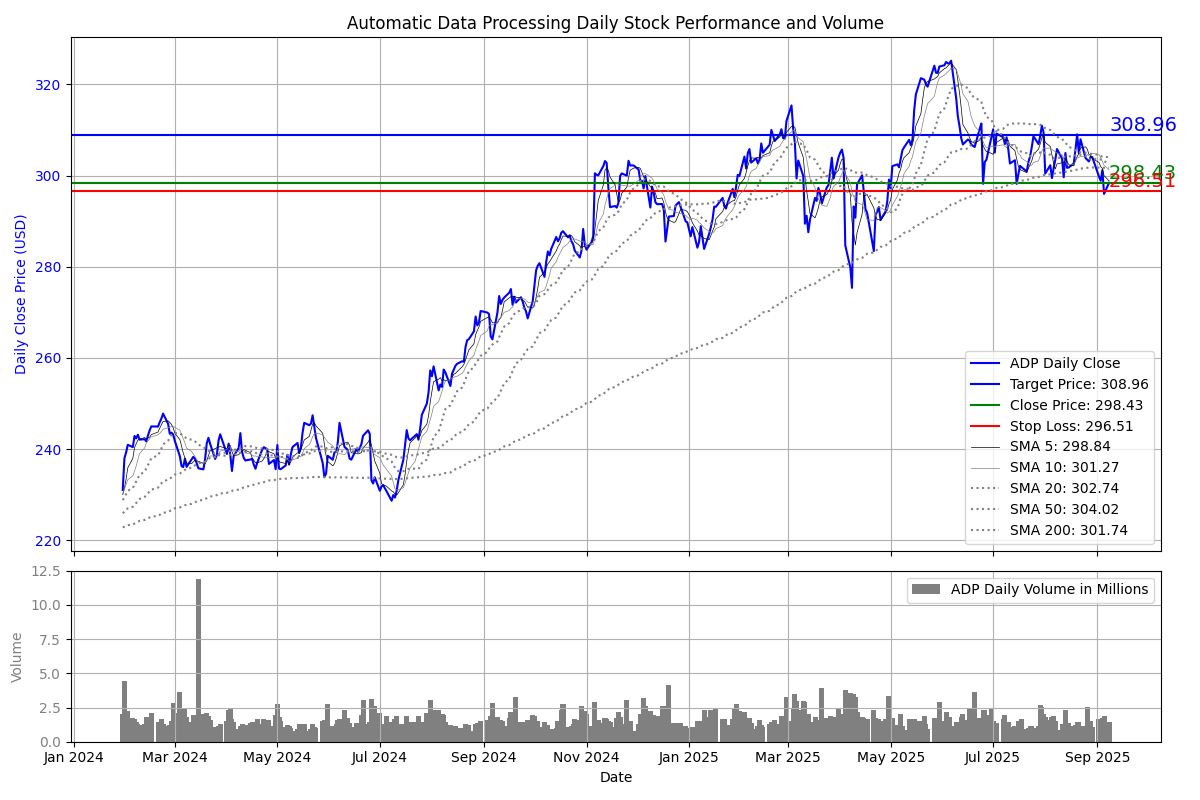 Automatic Data Processing Daily Stock Performance and Volume
Daily Close Price (USD)
320
300
280
260
240
220
308.96
298.43
296.51
ADP Daily Close
Target Price: 308.96
Close Price: 298.43
Stop Loss: 296.51
SMA 5: 298.84
SMA 10: 301.27
SMA 20: 302.74
SMA 50: 304.02
SMA 200: 301.74
Volume
12.5
10.0
7.5
5.0
2.5
0.0
ADP Daily Volume in Millions
Jan 2024 Mar 2024 May 2024 Jul 2024 Sep 2024 Nov 2024 Jan 2025 Mar 2025 May 2025 Jul 2025 Sep 2025
Date